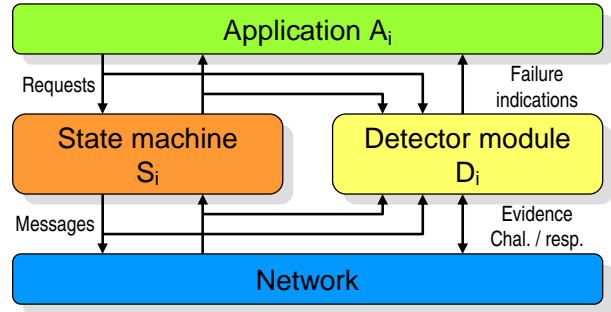 Application Ai
Requests
Failure
indications
State machine
Si
Detector module
Di
Messages
Evidence
Chal. / resp.
Network